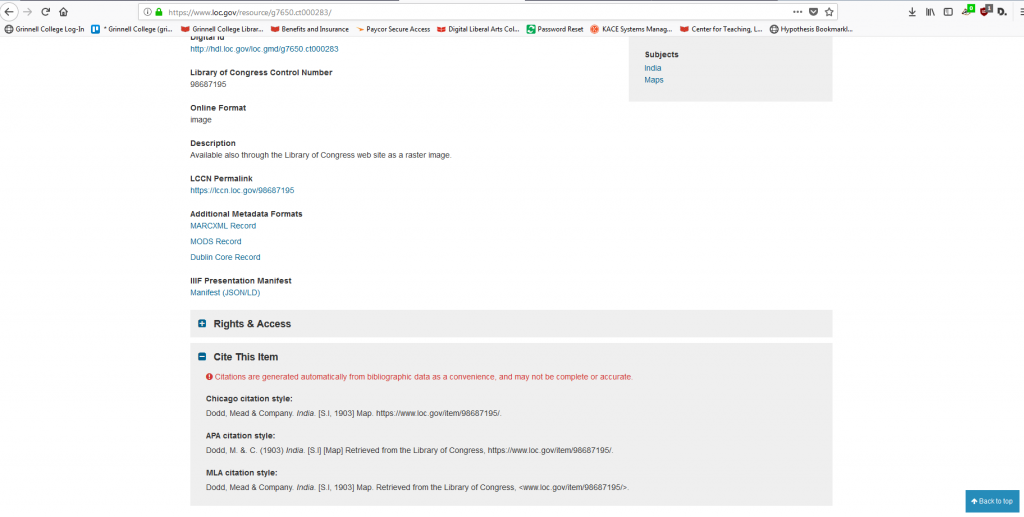 https://www.loc.gov/resource/g7650.ct000283/
Grinnell College Log-In * Grinnell College (gri... Grinnell College Librar... Benefits and Insurance Paycor Secure Access Digital Liberal Arts Col... Password Reset KACE Systems Manag... Center for Teaching, L... Hypothesis Bookmarkl...
Digital Id
http://hdl.loc.gov/loc.gmd/g7650.ct000283
Library of Congress Control Number
98687195
Online Format
image
Description
Available also through the Library of Congress web site as a raster image.
LCCN Permalink
https://lccn.loc.gov/98687195
Additional Metadata Formats
MARCXML Record
MODS Record
Dublin Core Record
IIIF Presentation Manifest
Manifest (JSON/LD)
Subjects
India
Maps
Rights & Access
Cite This Item
Citations are generated automatically from bibliographic data as a convenience, and may not be complete or accurate.
Chicago citation style:
Dodd, Mead & Company. India. [S.l, 1903] Map. https://www.loc.gov/item/98687195/.
APA citation style:
Dodd, M. & C. (1903) India. [S.l] [Map] Retrieved from the Library of Congress, https://www.loc.gov/item/98687195/.
MLA citation style:
Dodd, Mead & Company. India. [S.l, 1903] Map. Retrieved from the Library of Congress, <www.loc.gov/item/98687195/>.
Back to top